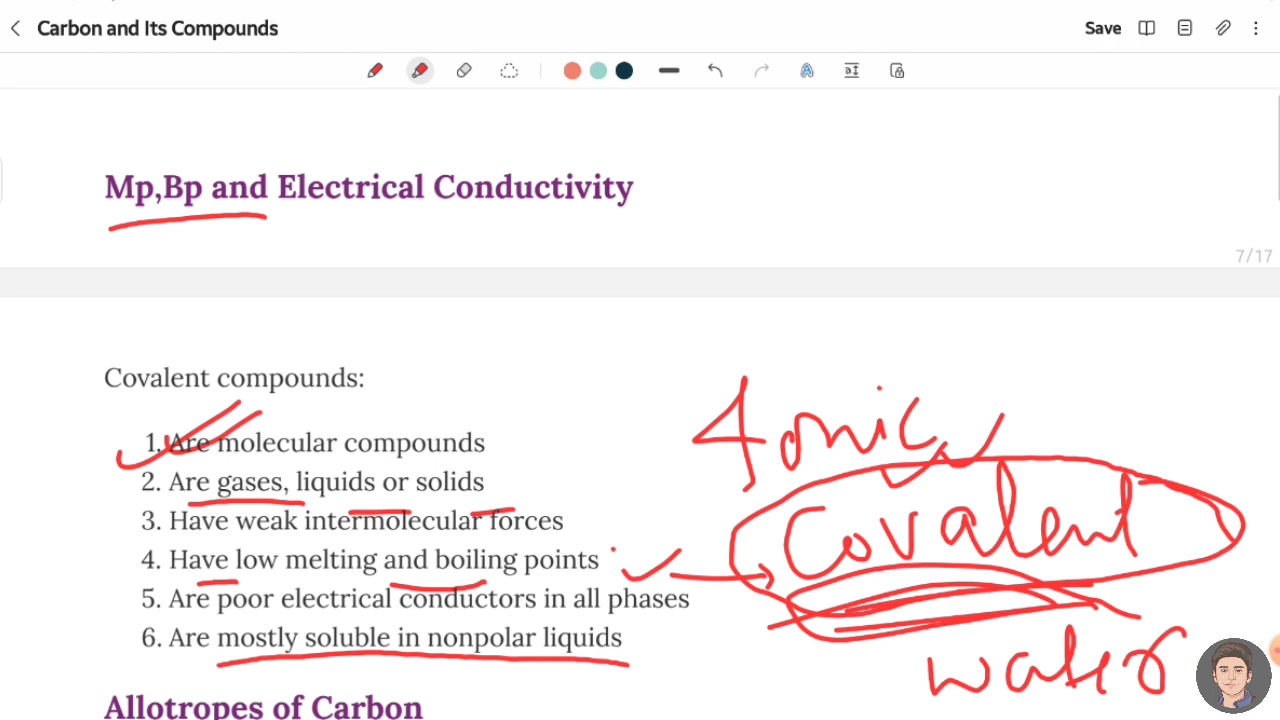 Carbon and Its Compounds
Save
Mp,Bp and Electrical Conductivity
7/17
Covalent compounds:
1. Are molecular compounds
2. Are gases, liquids or solids
3. Have weak intermolecular forces
4. Have low melting and boiling points
5. Are poor electrical conductors in all phases
6. Are mostly soluble in nonpolar liquids
Ionic
Covalent
water
Allotropes of Carbon